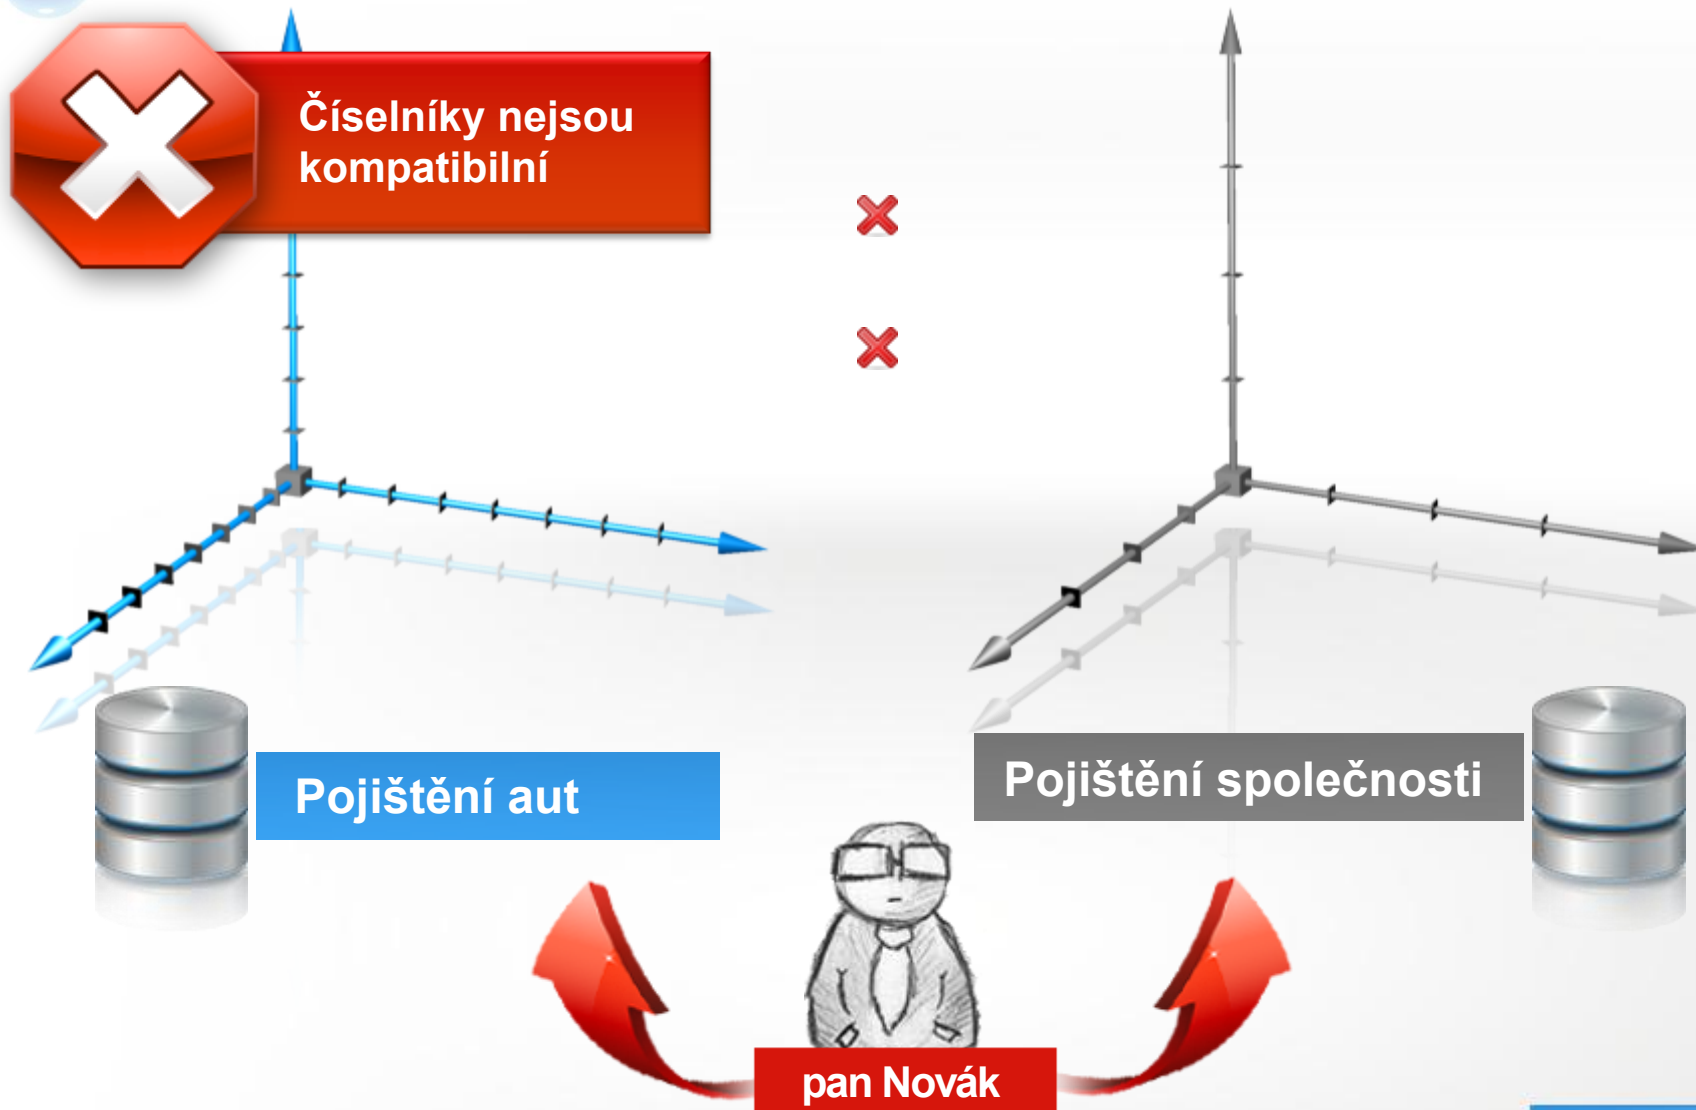 Číselníky nejsou
kompatibilní
Pojištění aut
Pojištění společnosti
pan Novák